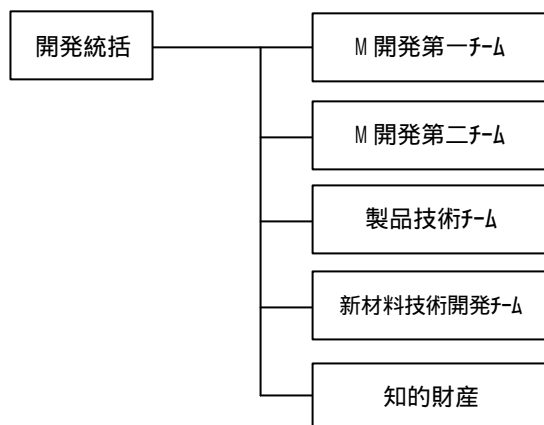 開発統括
M 開発第一ﾁｰﾑ
M 開発第二ﾁｰﾑ
製品技術ﾁｰﾑ
新材料技術開発ﾁｰﾑ
知的財産